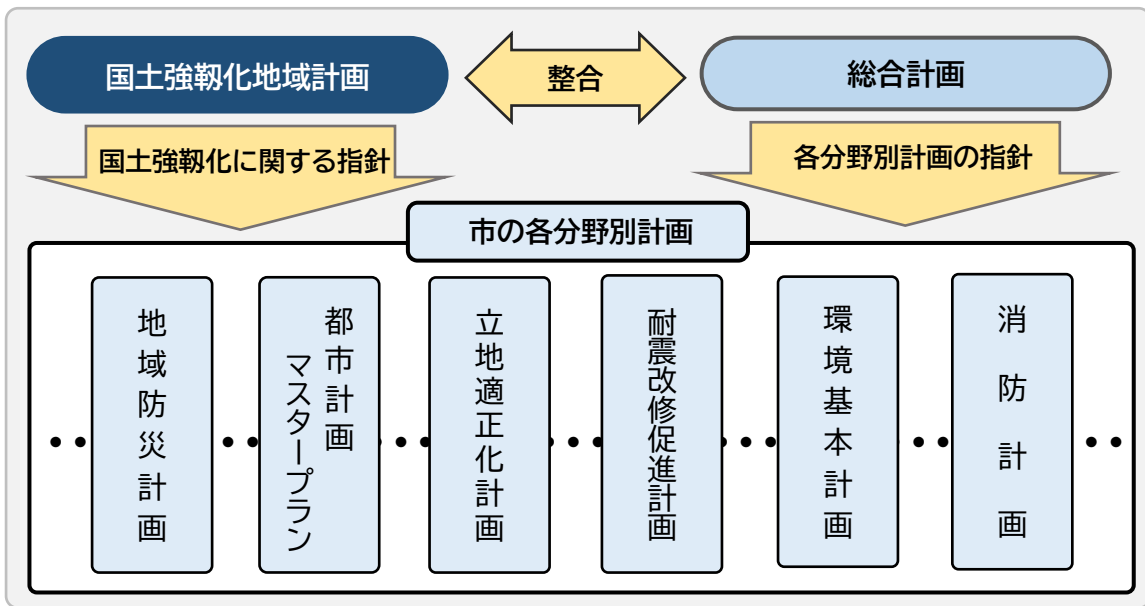 国土強靱化地域計画
整合
総合計画
国土強靱化に関する指針
各分野別計画の指針
市の各分野別計画
地域防災計画
都市計画
マスタープラン
立地適正化計画
耐震改修促進計画
環境基本計画
消防計画